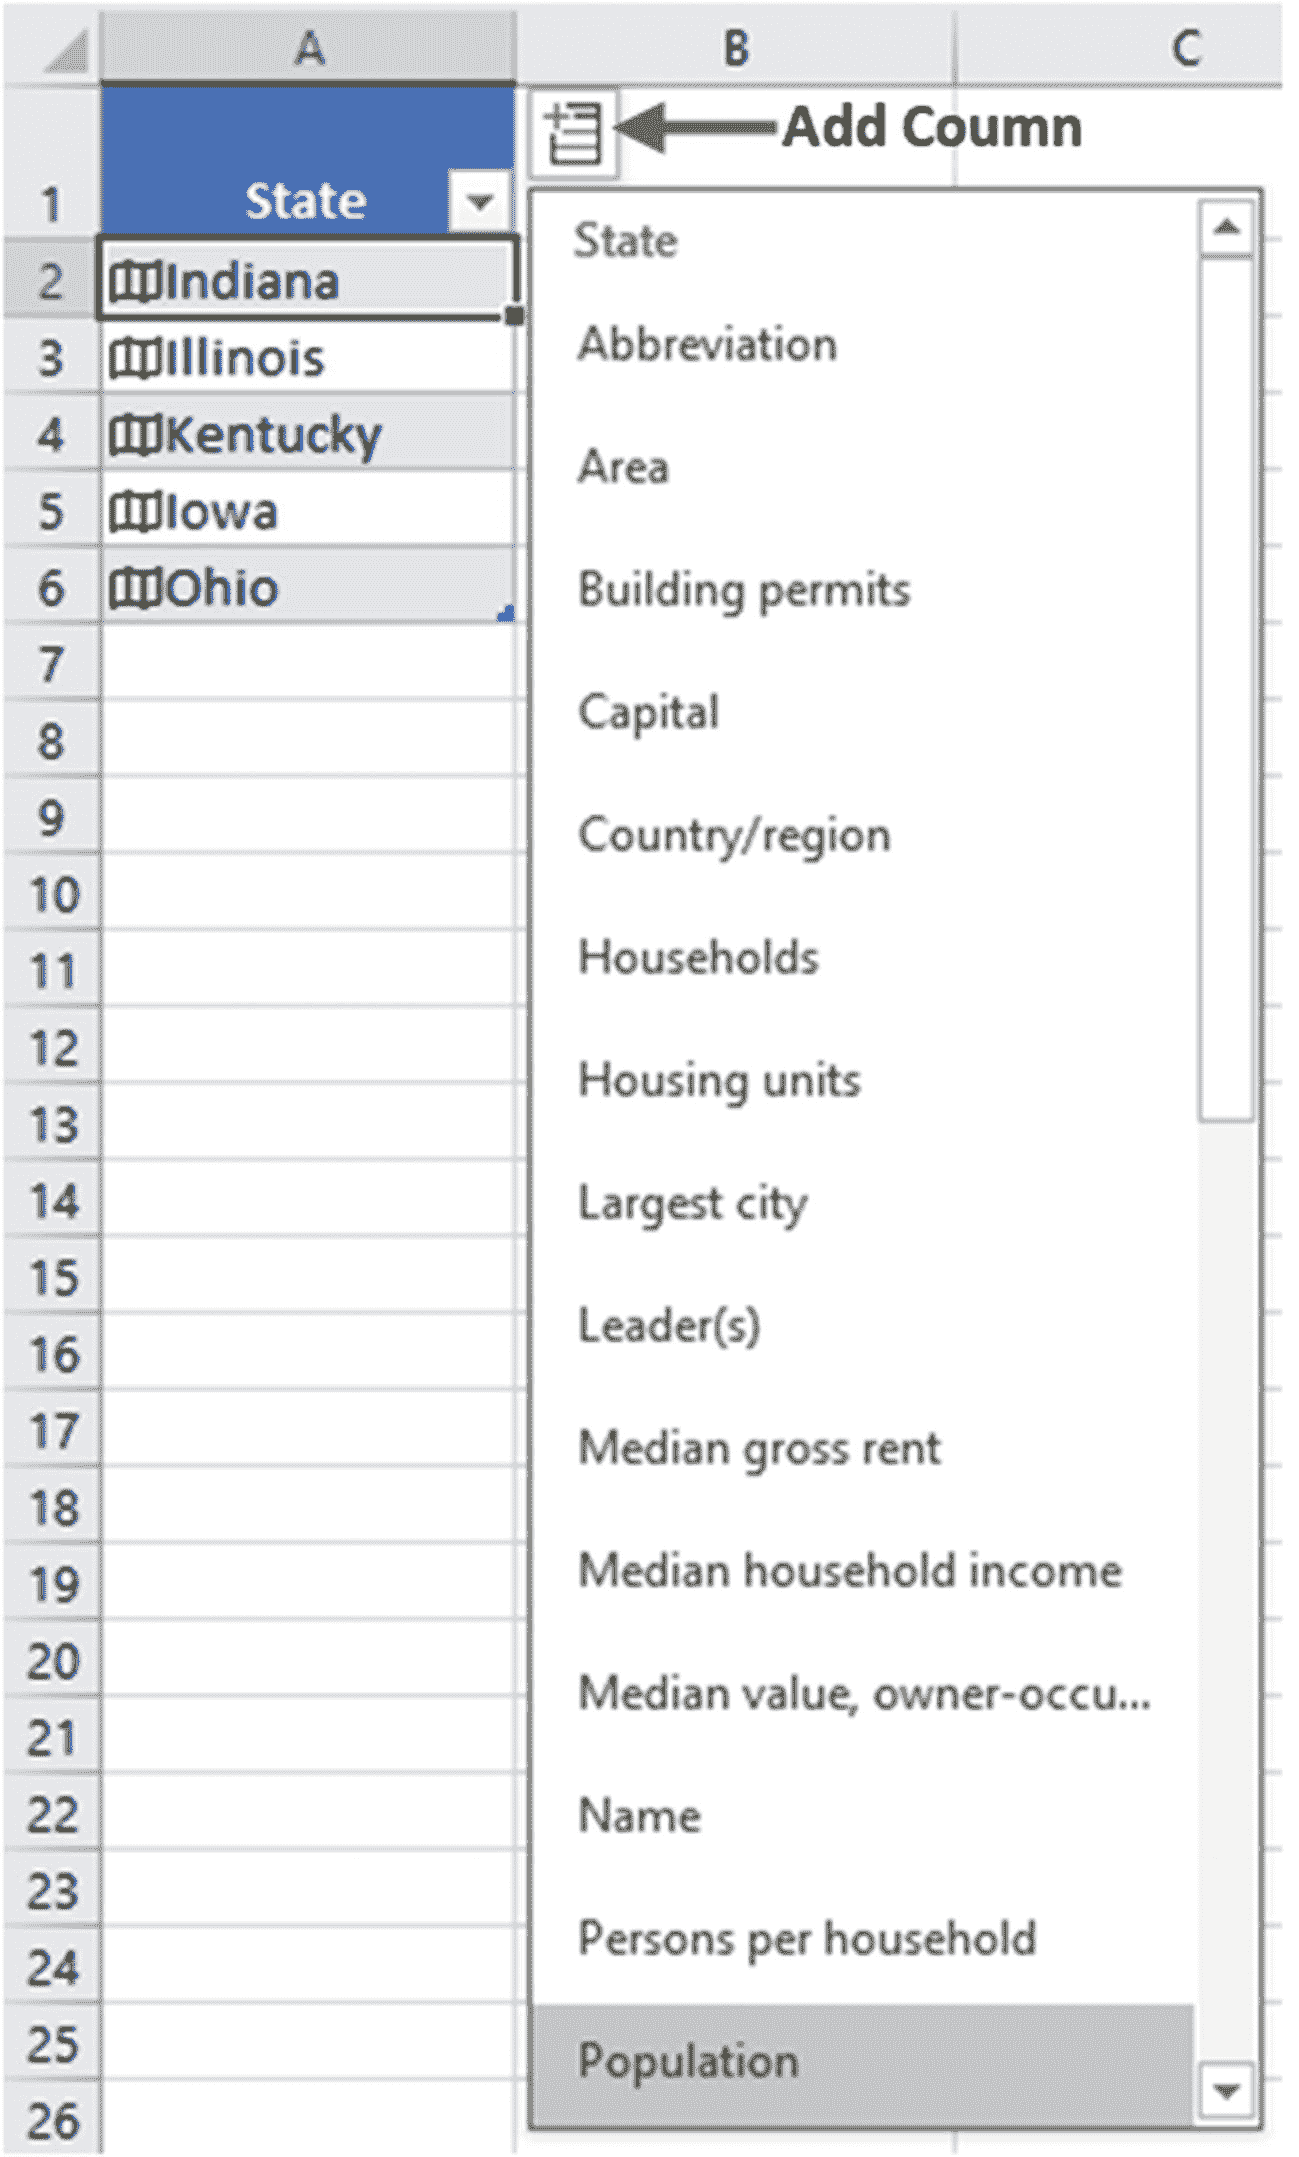 A B C
Add Coumn
1 State
State
2 Indiana
Abbreviation
3 Illinois
4 Kentucky
Area
5 Iowa
6 Ohio
Building permits
7
Capital
8
9
Country/region
10
Households
11
12
Housing units
13
14
Largest city
15
Leader(s)
16
17
Median gross rent
18
19
Median household income
20
Median value, owner-occu...
21
22
Name
23
24
Persons per household
25
Population
26